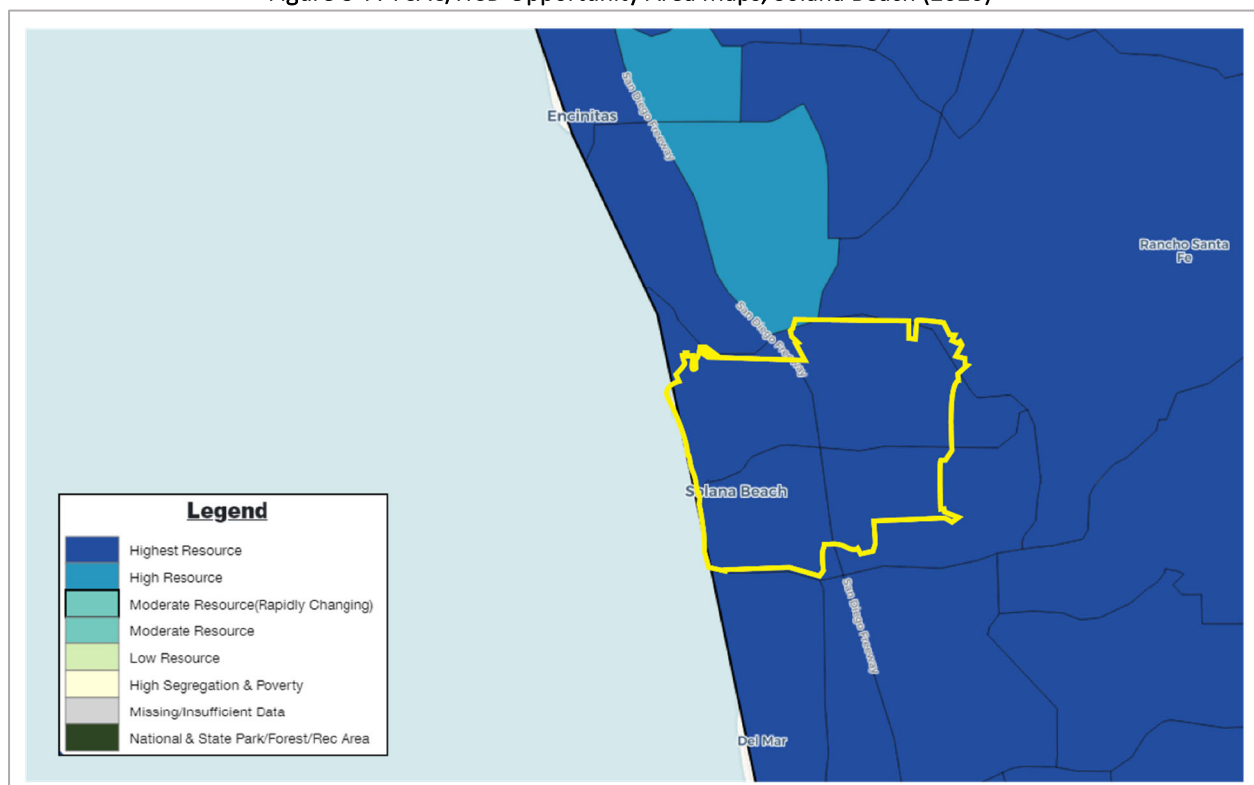 San Diego Freeway
Encinitas
Rancho Santa
Fe
San Diego Freeway
Solana Beach
Legend
Highest Resource
High Resource
Moderate Resource(Rapidly Changing)
Moderate Resource
Low Resource
High Segregation & Poverty
Missing/Insufficient Data
National & State Park/Forest/Rec Area
San Diego Freeway
Del Mar